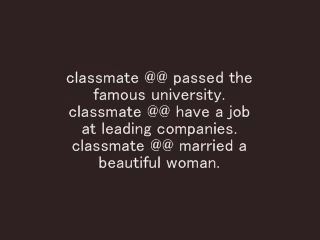 classmate @@ passed the
famous university.
classmate @@ have a job
at leading companies.
classmate @@ married a
beautiful woman.